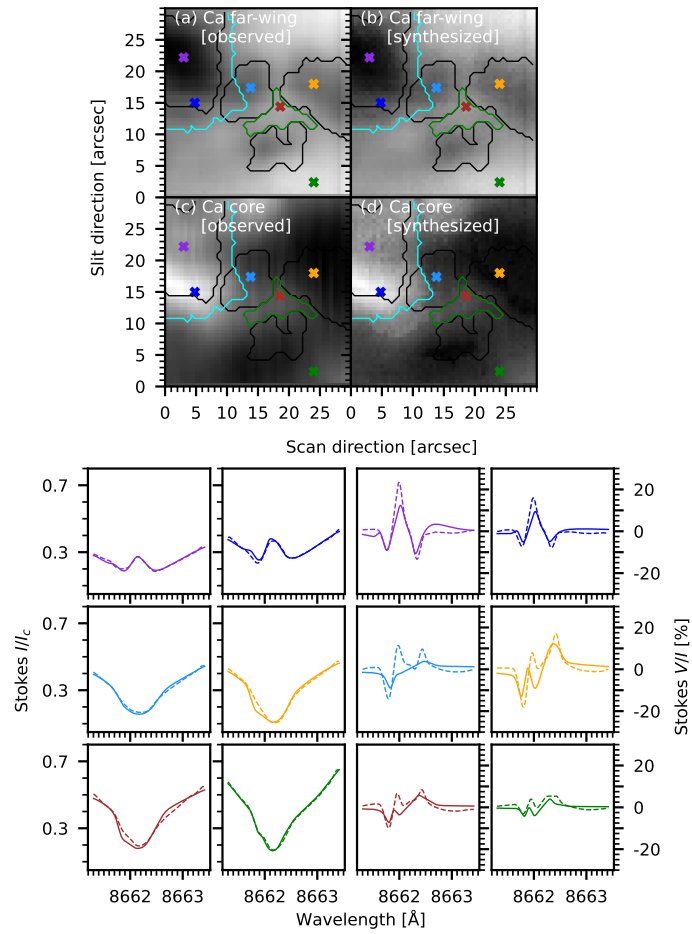 (a) Ca far-wing
[observed]
(b) Ca far-wing
[synthesized]
30
25
20
15
10
5
0
(c) Ca core
[observed]
(d) Ca core
[synthesized]
25
20
15
10
5
0
Slit direction [arcsec]
0 5 10 15 20 25 0 5 10 15 20 25
Scan direction [arcsec]
0.7
0.3
20
0
-20
0.7
0.3
20
0
-20
0.7
0.3
20
0
-20
Stokes I/I_c
Stokes V/I [%]
8662 8663 8662 8663 8662 8663 8662 8663
Wavelength [Å]